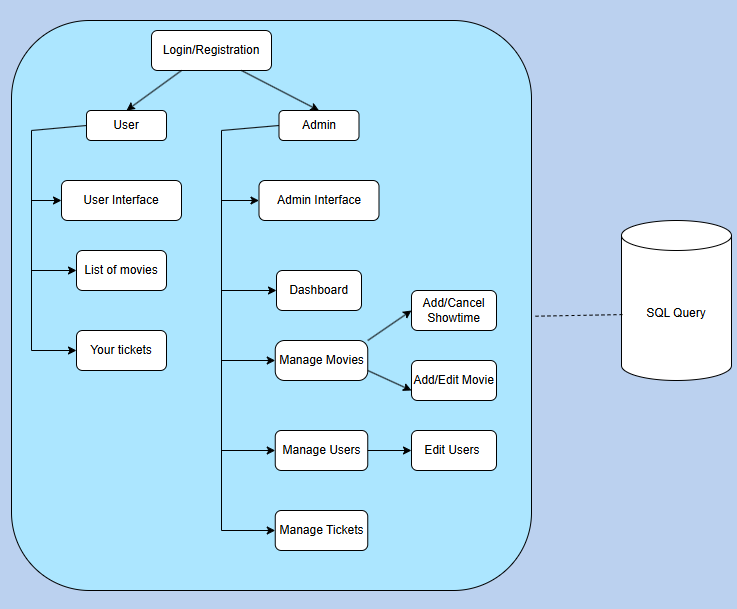 Login/Registration
User
Admin
User Interface
Admin Interface
List of movies
Dashboard
Add/Cancel
Showtime
SQL Query
Your tickets
Manage Movies
Add/Edit Movie
Manage Users
Edit Users
Manage Tickets